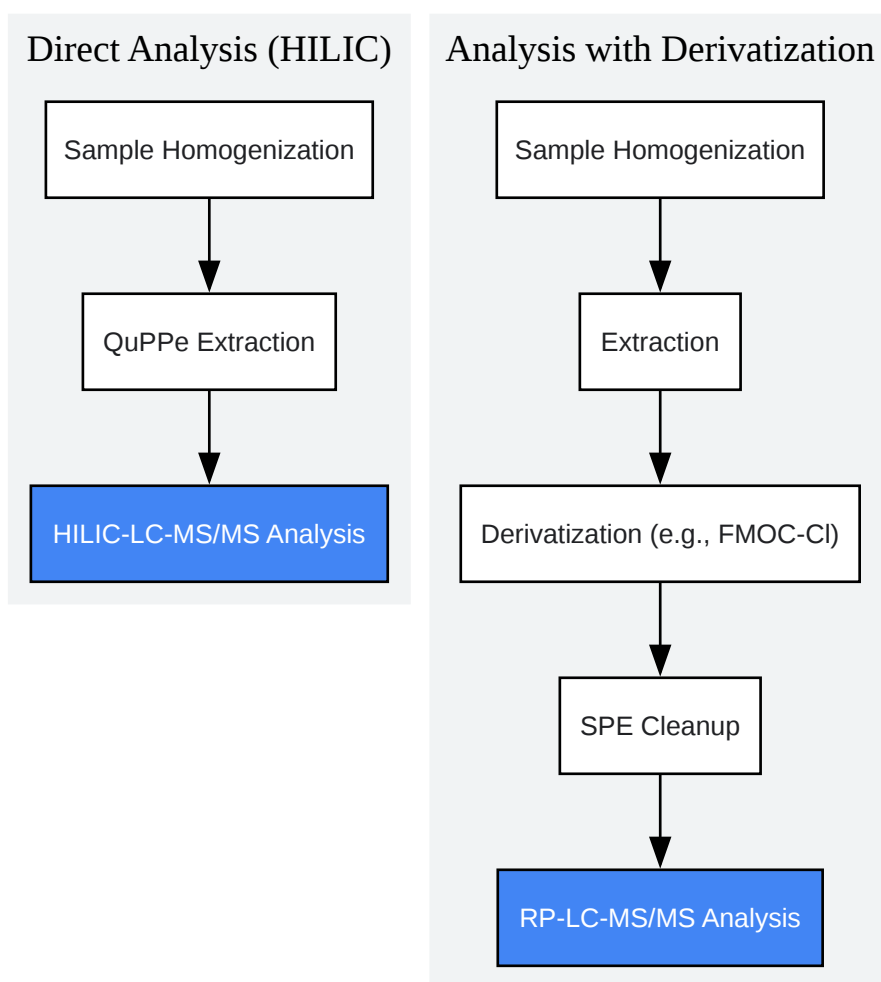 Direct Analysis (HILIC)
Sample Homogenization
QuPPe Extraction
HILIC-LC-MS/MS Analysis
Analysis with Derivatization
Sample Homogenization
Extraction
Derivatization (e.g., FMOC-Cl)
SPE Cleanup
RP-LC-MS/MS Analysis